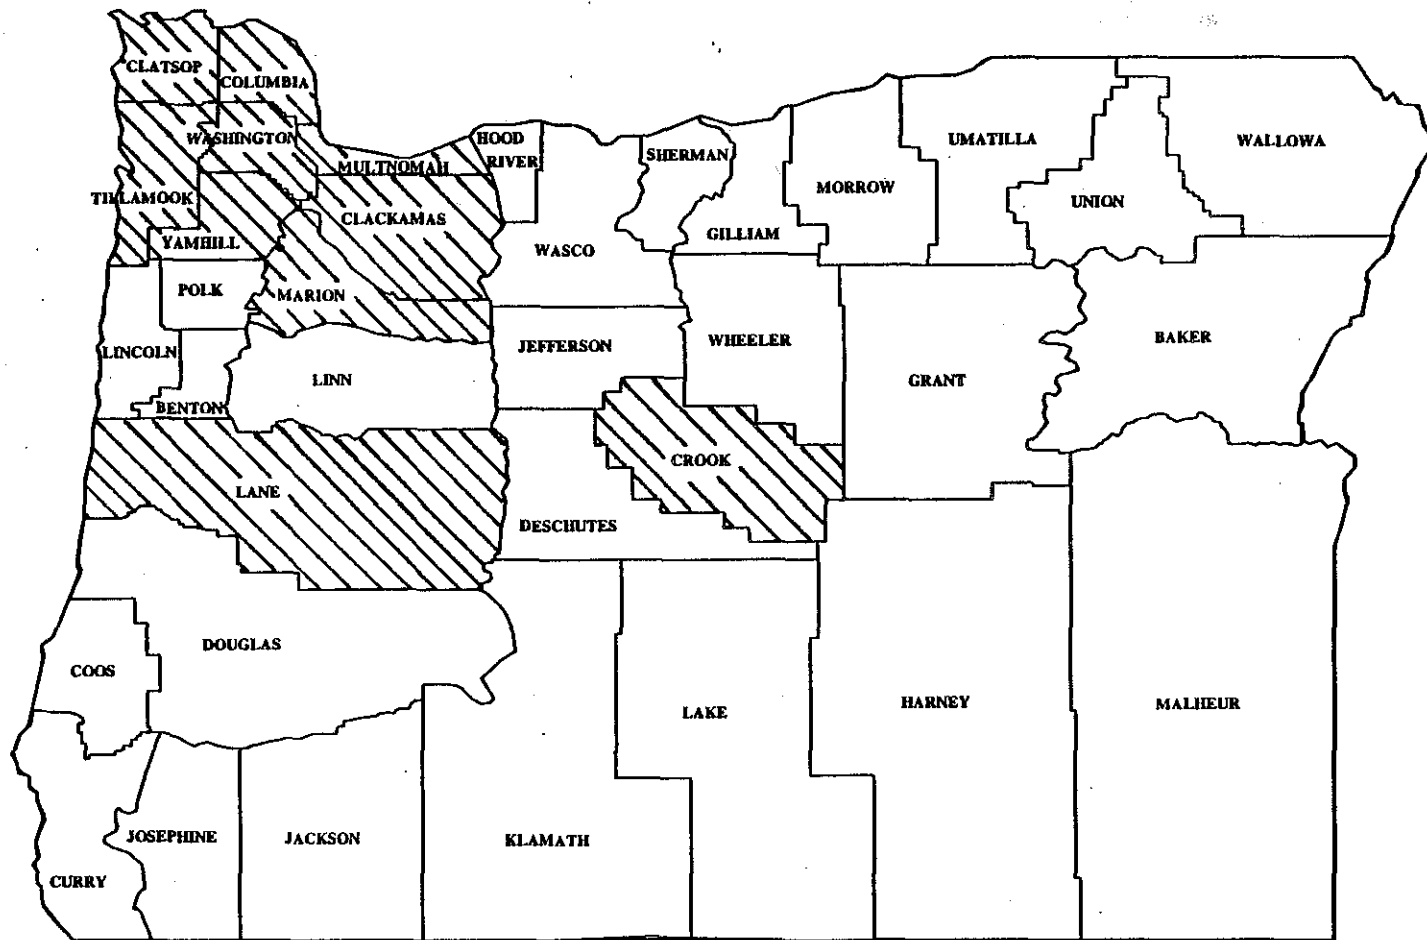 CLATSOP
COLUMBIA
WASHINGTON
HOOD
RIVER
MULTNOMAH
SHERMAN
UMATILLA
WALLOWA
TILLAMOOK
CLACKAMAS
MORROW
UNION
YAMHILL
WASCO
GILLIAM
POLK
MARION
LINCOLN
JEFFERSON
WHEELER
BAKER
LINN
GRANT
BENTON
CROOK
LANE
DESCHUTES
DOUGLAS
COOS
LAKE
HARNEY
MALHEUR
JOSEPHINE
JACKSON
KLAMATH
CURRY